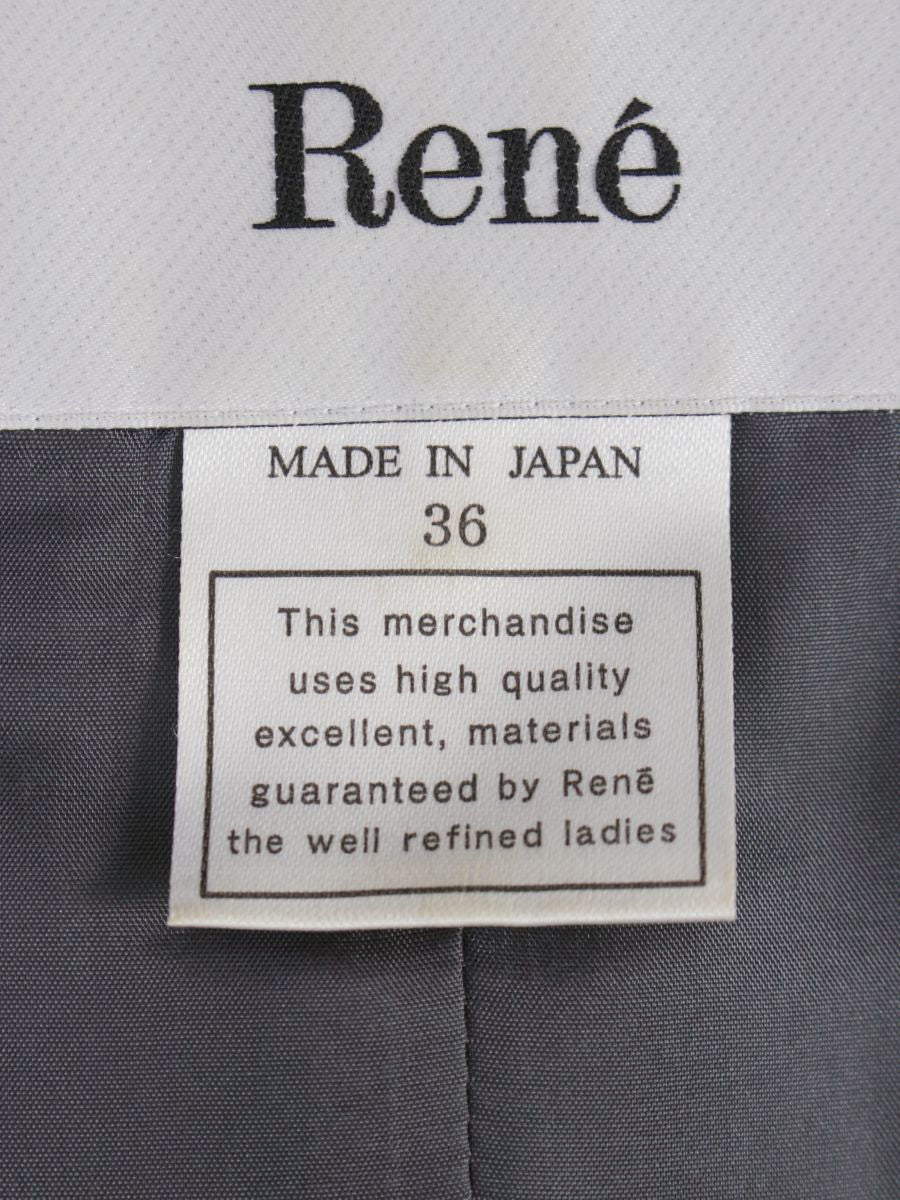 René
MADE IN JAPAN
36
This merchandise
uses high quality
excellent, materials
guaranteed by Renē
the well refined ladies